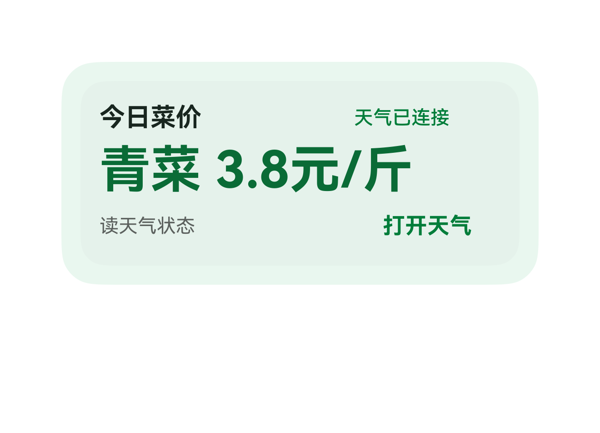 今日菜价
天气已连接
青菜 3.8元/斤
读天气状态
打开天气